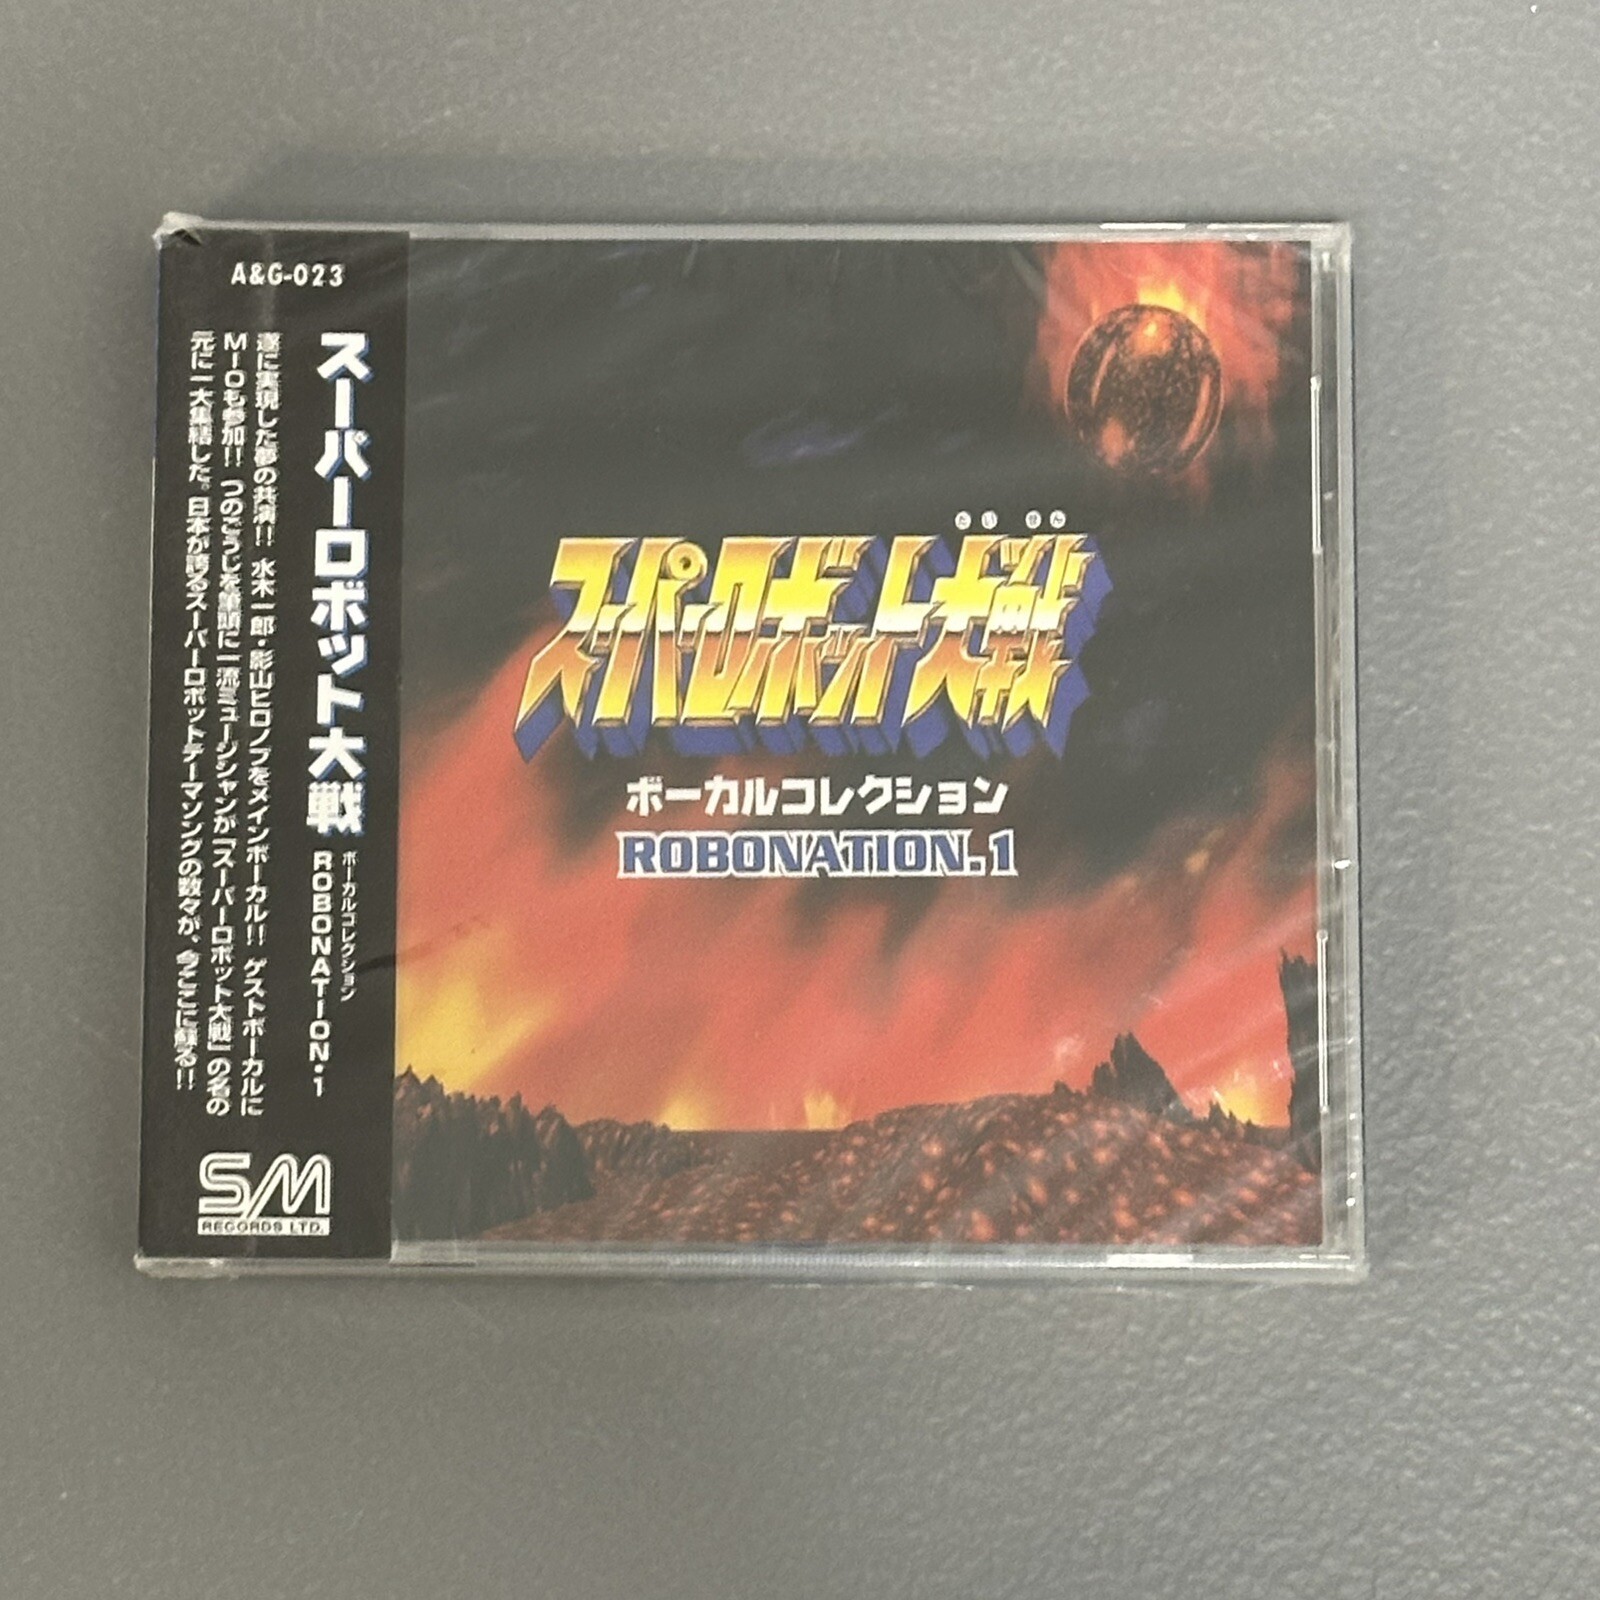 A&G-023
スーパーロボット大戦
ボーカルコレクション
ROBONATION・1
遂に実現した夢の共演!! 水木一郎・影山ヒロノブをメインボーカル!! ゲストボーカルに
MIOも参加!! つのごうじを筆頭に一流ミュージシャンが「スーパーロボット大戦」の名の
元に一大集結した。日本が誇るスーパーロボットテーマソングの数々が、今ここに蘇る!!
SM
RECORDS LTD.
たいせん
スーパーロボット大戦
ボーカルコレクション
ROBONATION.1